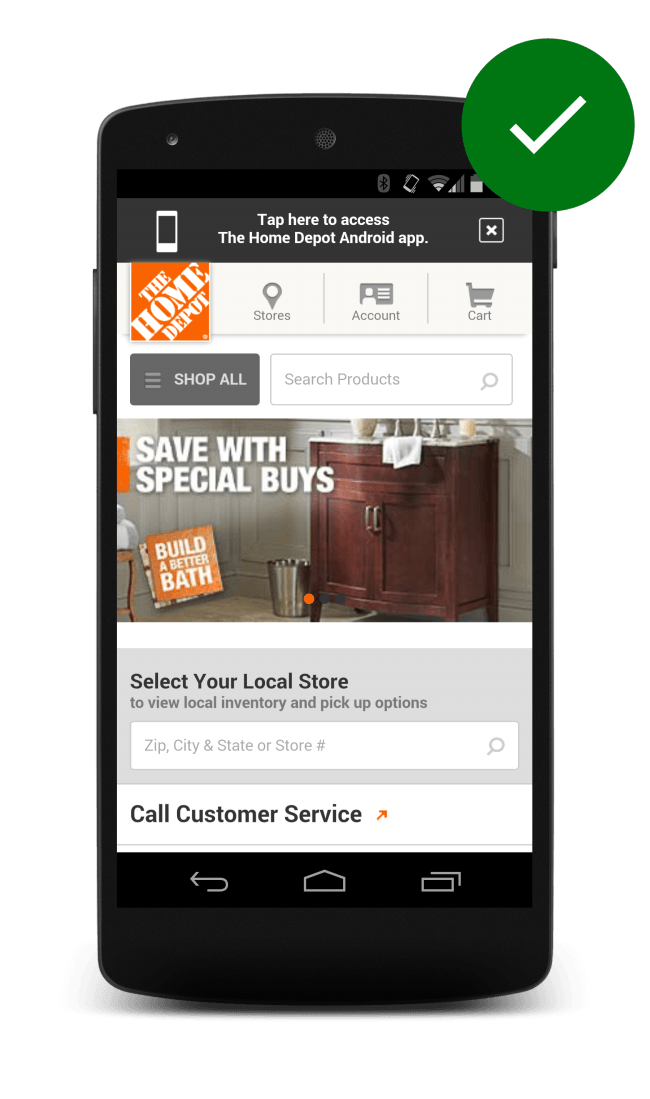 Tap here to access
The Home Depot Android app.
THE
HOME
DEPOT
Stores
Account
Cart
SHOP ALL
Search Products
SAVE WITH
SPECIAL BUYS
BUILD
A BETTER
BATH
Select Your Local Store
to view local inventory and pick up options
Zip, City & State or Store #
Call Customer Service